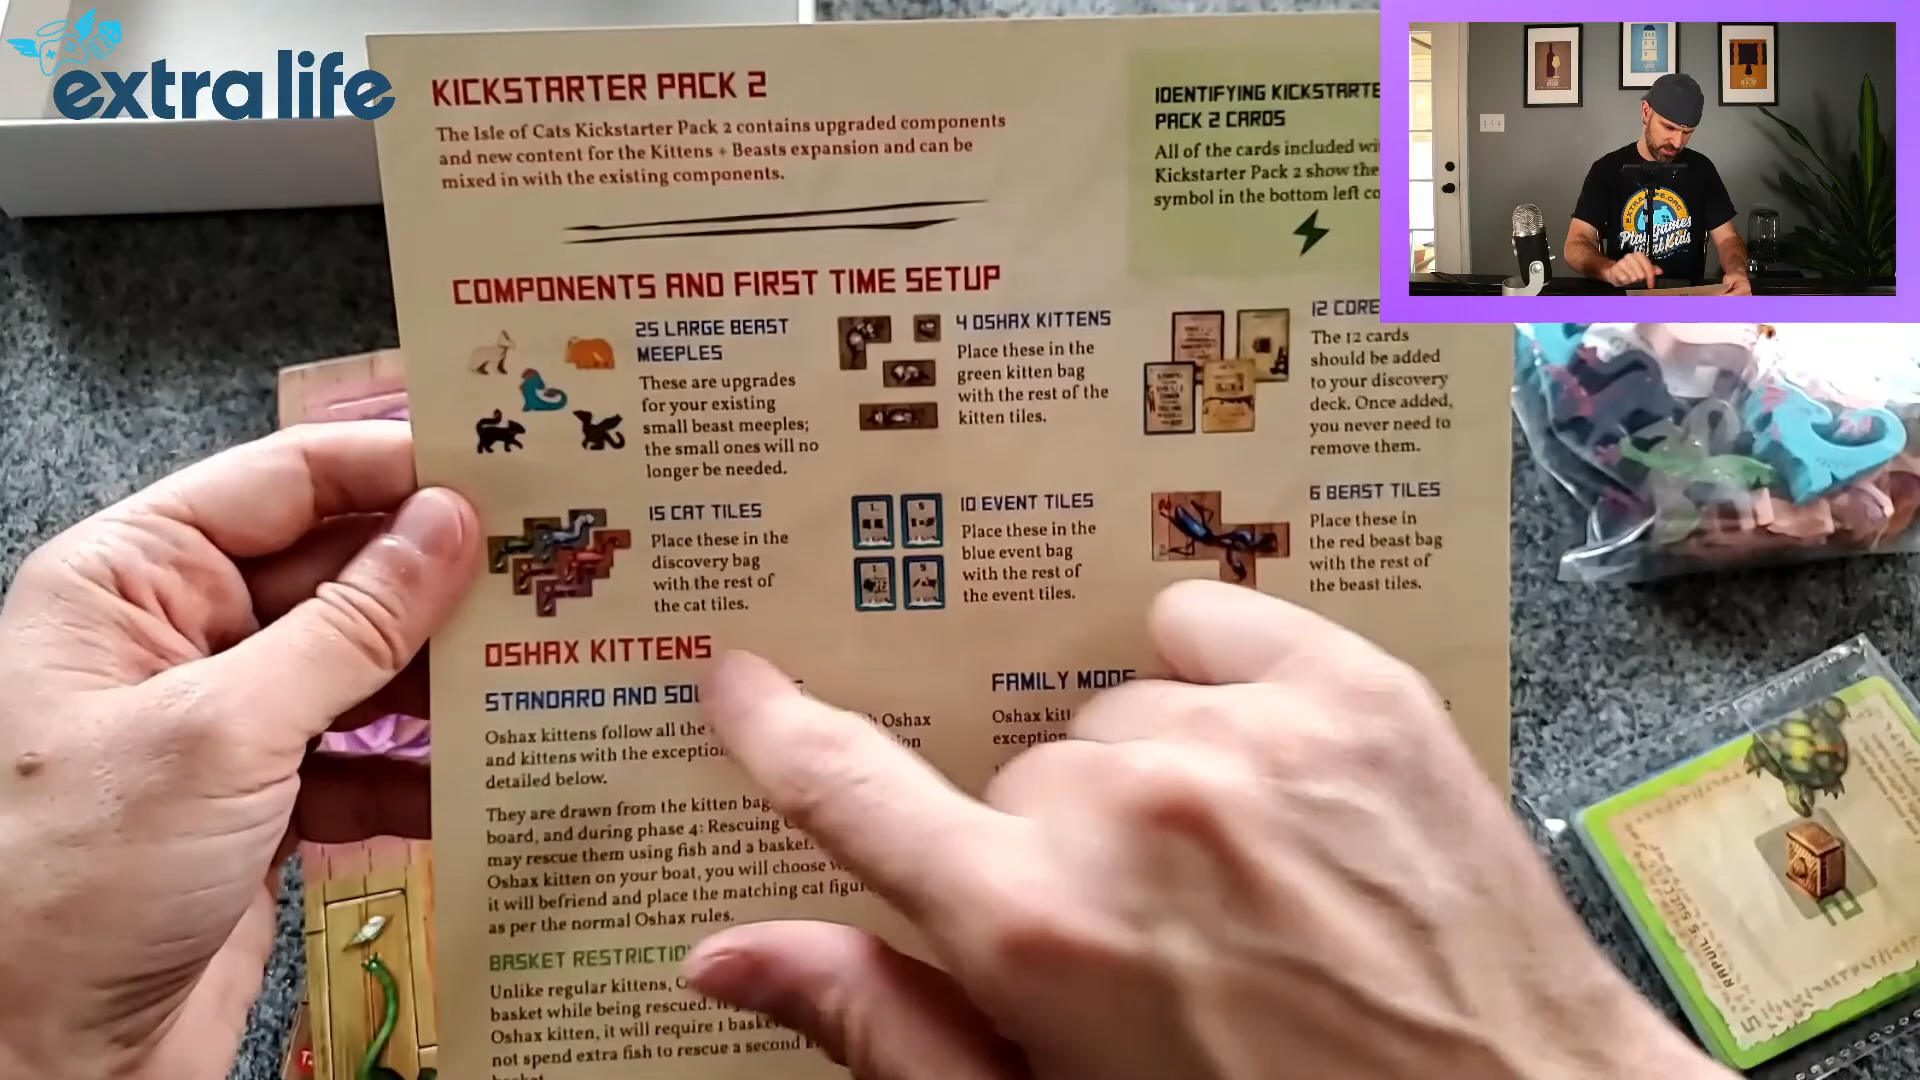 extralife
KICKSTARTER PACK 2
The Isle of Cats Kickstarter Pack 2 contains upgraded components
and new content for the Kittens + Beasts expansion and can be
mixed in with the existing components.
IDENTIFYING KICKSTARTE
PACK 2 CARDS
All of the cards included wi
Kickstarter Pack 2 show the
symbol in the bottom left co
COMPONENTS AND FIRST TIME SETUP
25 LARGE BEAST
MEEPLES
These are upgrades
for your existing
small beast meeples;
the small ones will no
longer be needed.
4 OSHAX KITTENS
Place these in the
green kitten bag
with the rest of the
kitten tiles.
12 CORE
The 12 cards
should be added
to your discovery
deck. Once added,
you never need to
remove them.
15 CAT TILES
Place these in the
discovery bag
with the rest of
the cat tiles.
10 EVENT TILES
Place these in the
blue event bag
with the rest of
the event tiles.
6 BEAST TILES
Place these in
the red beast bag
with the rest of
the beast tiles.
OSHAX KITTENS
STANDARD AND SOL
Oshax kittens follow all the
Oshax
and kittens with the exception
detailed below.
They are drawn from the kitten bag
board, and during phase 4: Rescuing
may rescue them using fish and a basket.
Oshax kitten on your boat, you will choose
it will befriend and place the matching cat figur
as per the normal Oshax rules.
BASKET RESTRICTIO
Unlike regular kittens,
basket while being rescued.
Oshax kitten, it will require 1 baske
not spend extra fish to rescue a second
basket.
FAMILY MODE
Oshax kitt
exception
EXTRA-LIFE.ORG
Play Games
Heal Kids
5